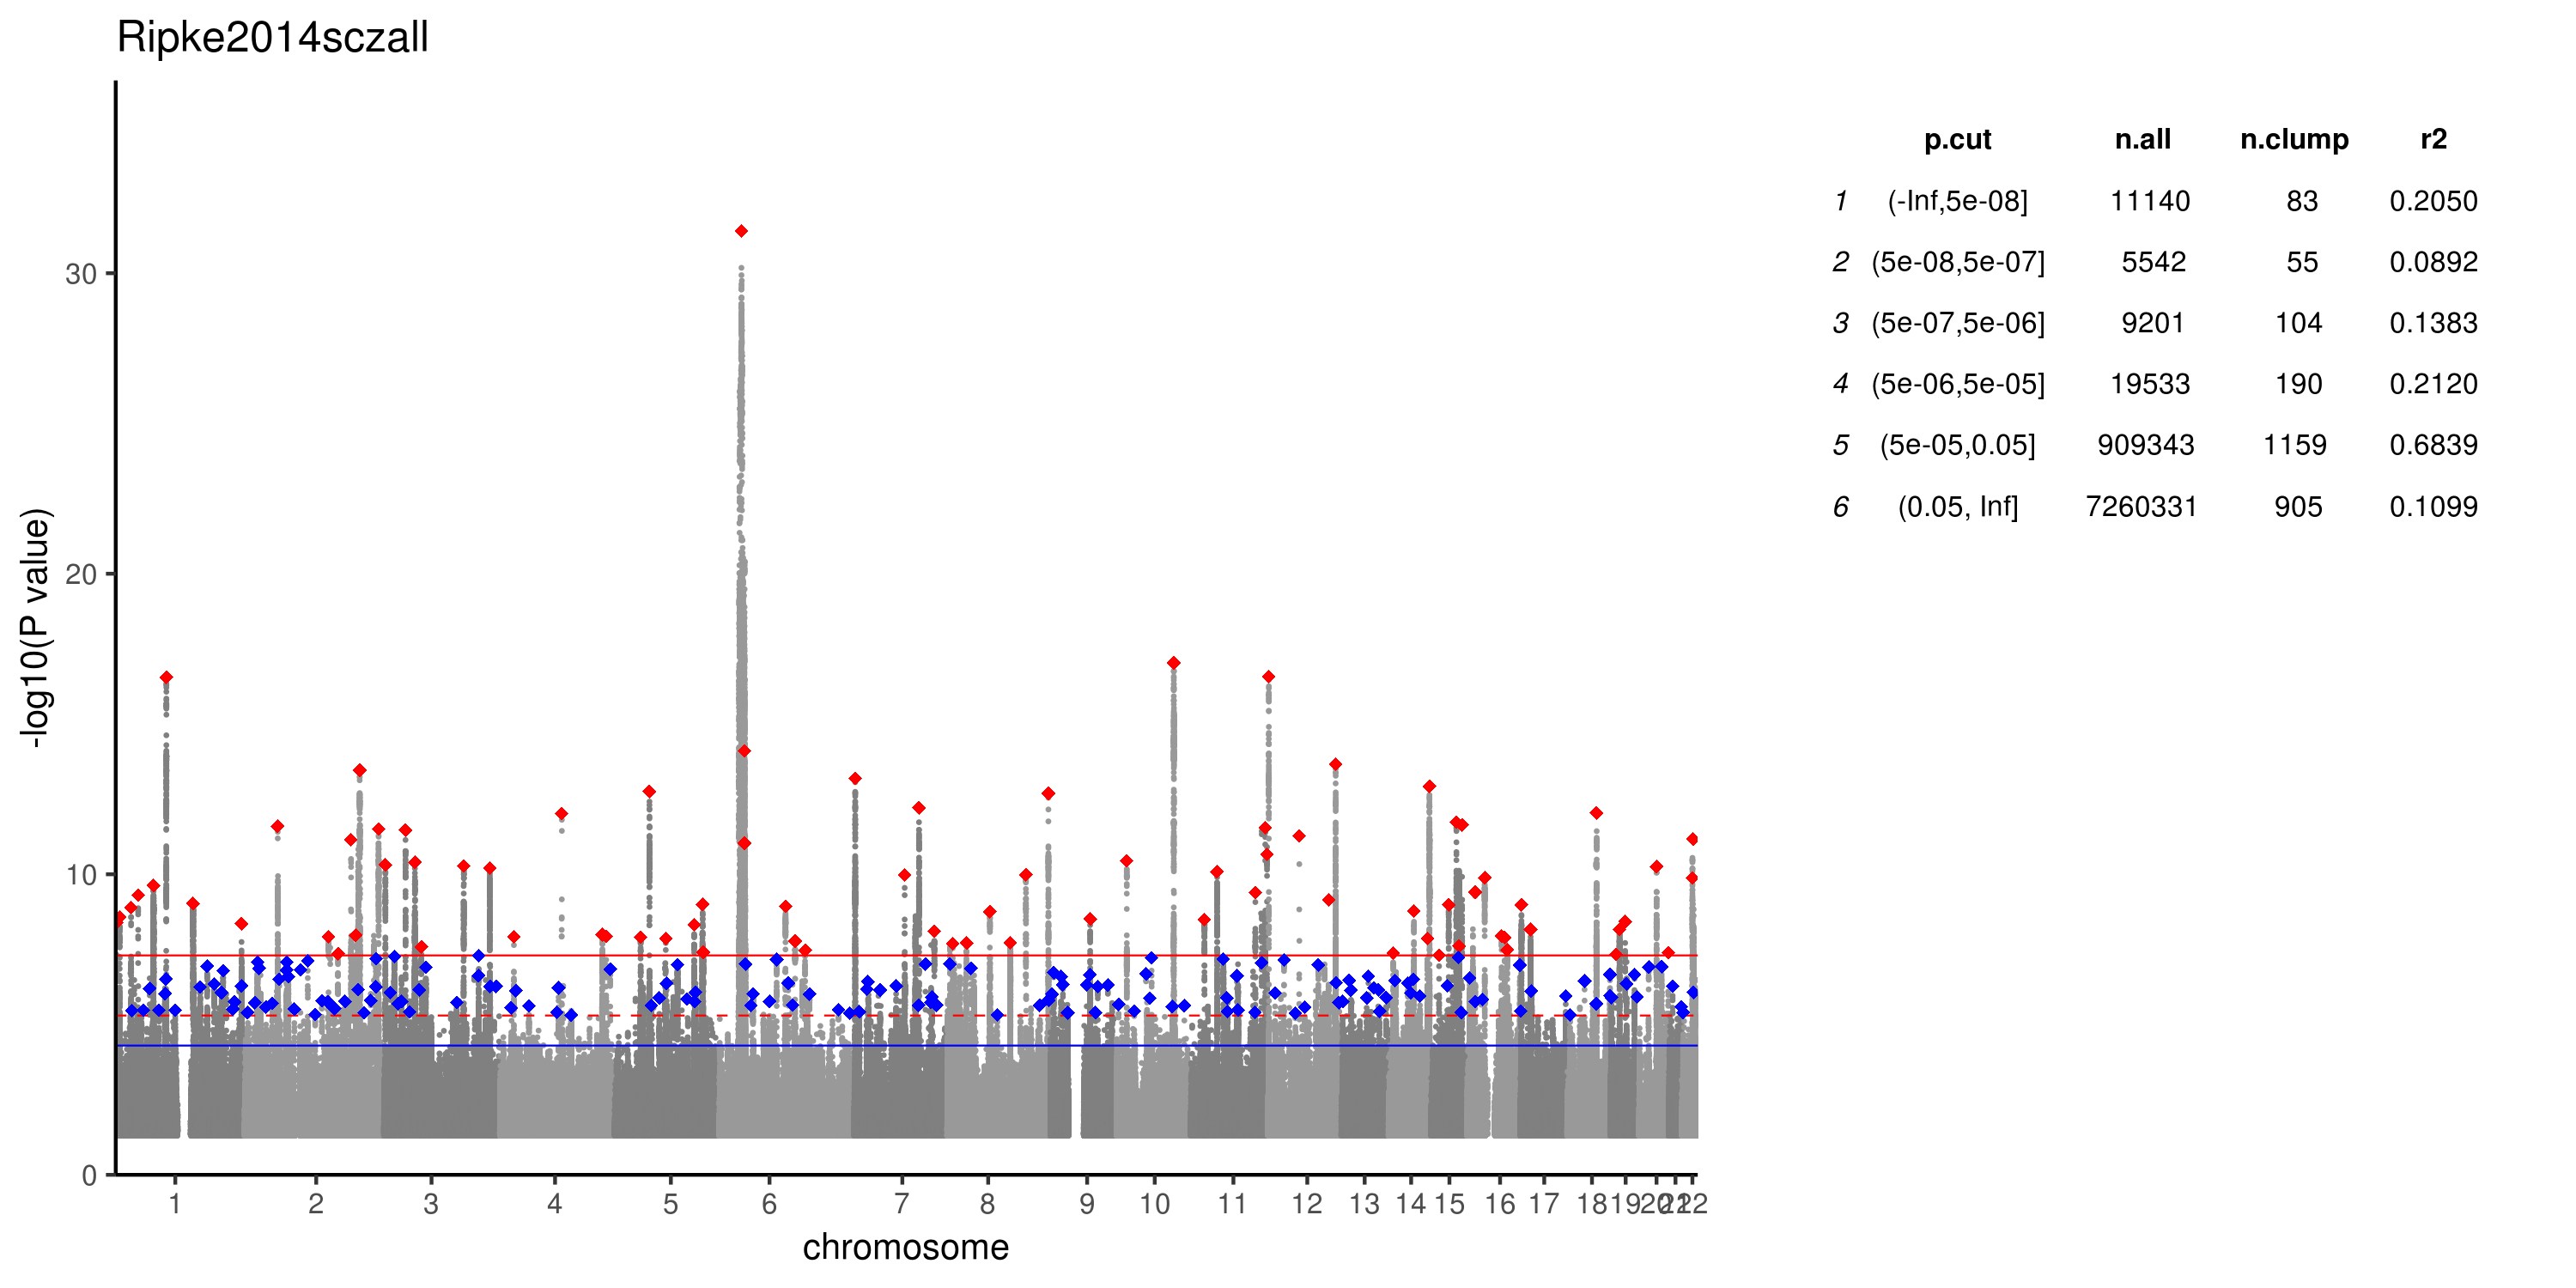 Ripke2014sczall
p.cut n.all n.clump r2
1 (-Inf,5e-08] 11140 83 0.2050
2 (5e-08,5e-07] 5542 55 0.0892
3 (5e-07,5e-06] 9201 104 0.1383
4 (5e-06,5e-05] 19533 190 0.2120
5 (5e-05,0.05] 909343 1159 0.6839
6 (0.05, Inf] 7260331 905 0.1099
-log10(P value)
30
20
10
0
1 2 3 4 5 6 7 8 9 10 11 12 13 14 15 16 17 18 19 20 21 22
chromosome